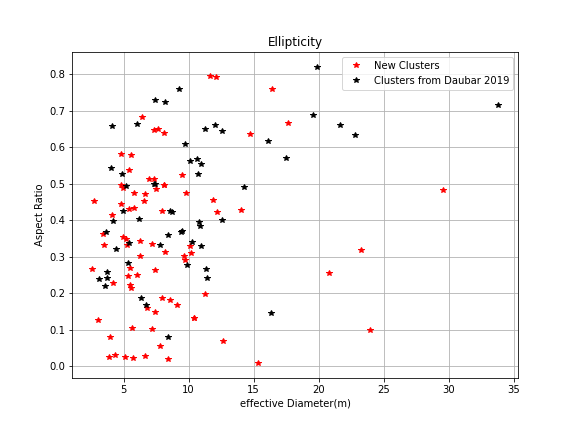 Ellipticity
New Clusters
Clusters from Daubar 2019
0.8
0.7
0.6
0.5
0.4
0.3
0.2
0.1
0.0
Aspect Ratio
5 10 15 20 25 30 35
effective Diameter(m)